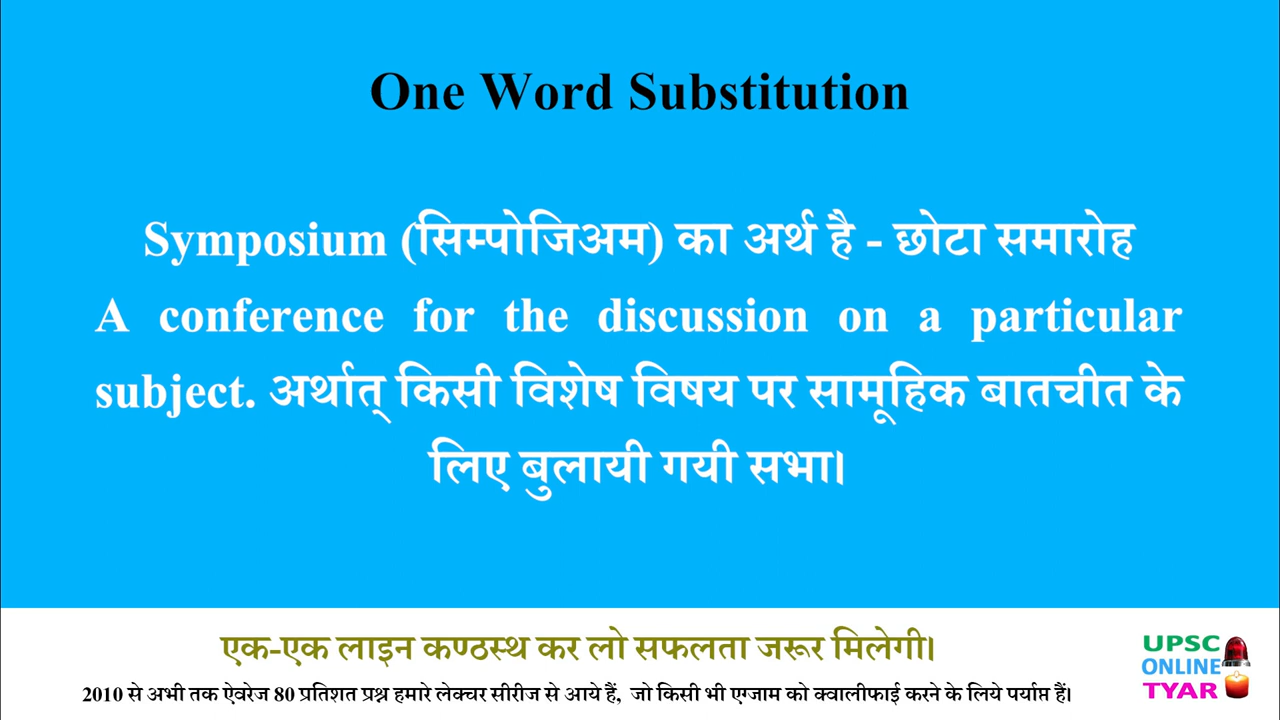 One Word Substitution
Symposium (सिम्पोजिअम) का अर्थ है - छोटा समारोह
A conference for the discussion on a particular
subject. अर्थात् किसी विशेष विषय पर सामूहिक बातचीत के
लिए बुलायी गयी सभा।
एक-एक लाइन कण्ठस्थ कर लो सफलता जरूर मिलेगी।
2010 से अभी तक ऐवरेज 80 प्रतिशत प्रश्न हमारे लेक्चर सीरीज से आये हैं, जो किसी भी एग्जाम को क्वालीफाई करने के लिये पर्याप्त हैं।
UPSC
ONLINE
TYAR